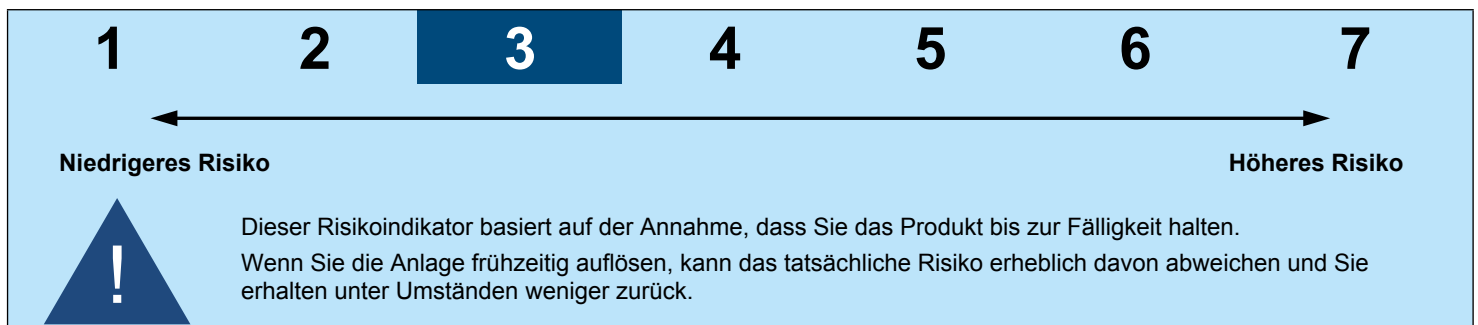 1 2 3 4 5 6 7
Niedrigeres Risiko Höheres Risiko
!
Dieser Risikoindikator basiert auf der Annahme, dass Sie das Produkt bis zur Fälligkeit halten.
Wenn Sie die Anlage frühzeitig auflösen, kann das tatsächliche Risiko erheblich davon abweichen und Sie
erhalten unter Umständen weniger zurück.